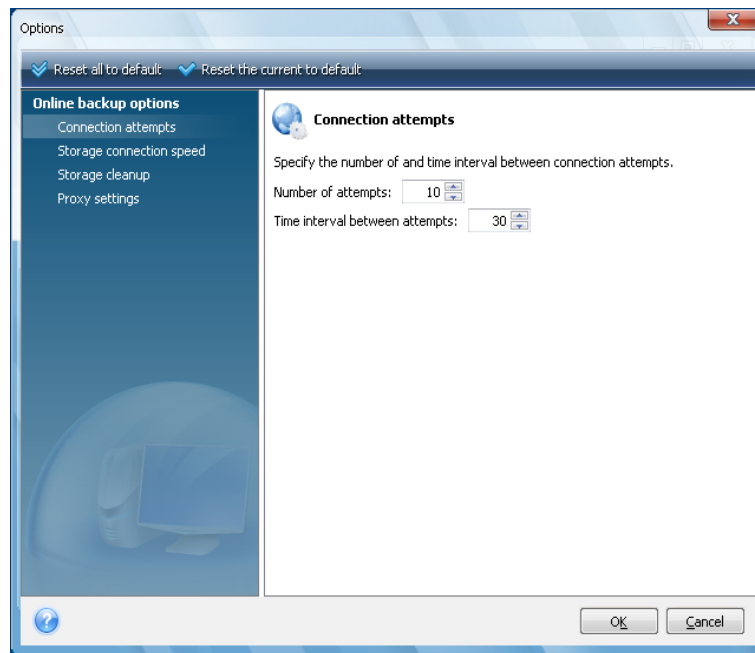 Options
Reset all to default
Reset the current to default
Online backup options
Connection attempts
Storage connection speed
Storage cleanup
Proxy settings
Connection attempts
Specify the number of and time interval between connection attempts.
Number of attempts: 10
Time interval between attempts: 30
OK
Cancel